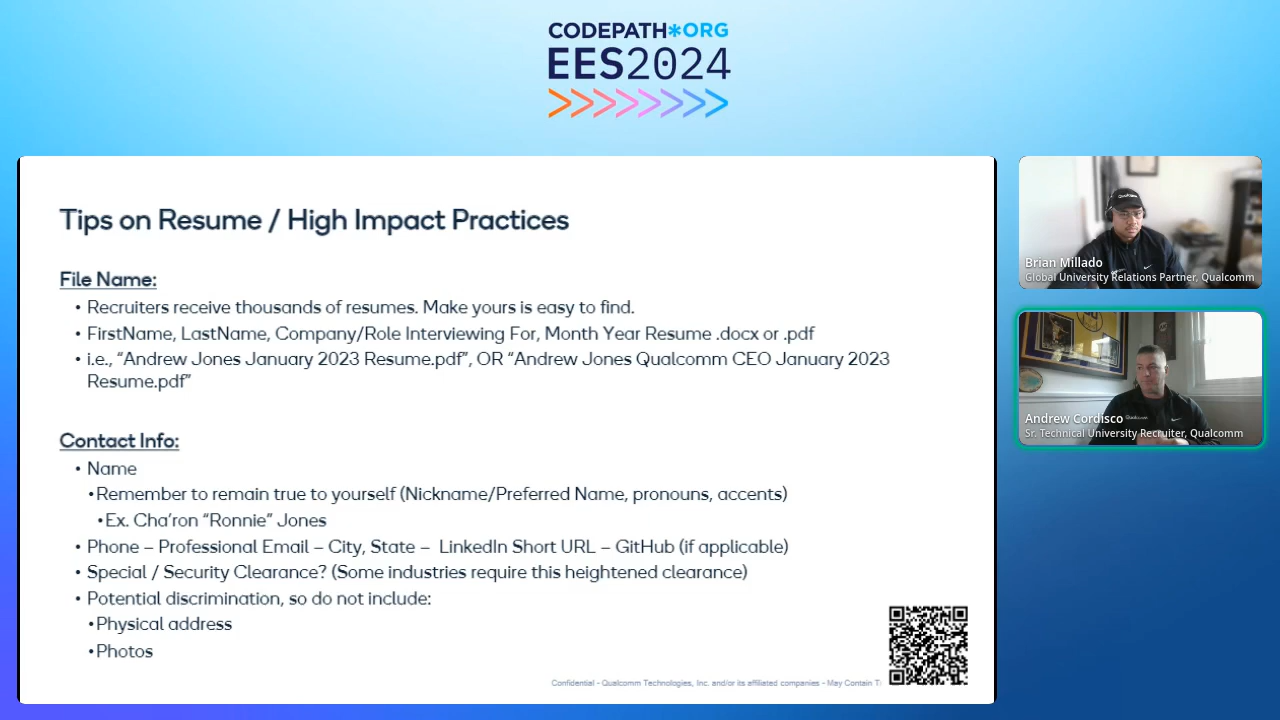 CODEPATH*ORG
EES2024
Tips on Resume / High Impact Practices
File Name:
• Recruiters receive thousands of resumes. Make yours is easy to find.
• FirstName, LastName, Company/Role Interviewing For, Month Year Resume .docx or .pdf
• i.e., “Andrew Jones January 2023 Resume.pdf”, OR “Andrew Jones Qualcomm CEO January 2023
Resume.pdf”
Contact Info:
• Name
• Remember to remain true to yourself (Nickname/Preferred Name, pronouns, accents)
• Ex. Cha’ron “Ronnie” Jones
• Phone – Professional Email – City, State – LinkedIn Short URL – GitHub (if applicable)
• Special / Security Clearance? (Some industries require this heightened clearance)
• Potential discrimination, so do not include:
• Physical address
• Photos
Confidential - Qualcomm Technologies, Inc. and/or its affiliated companies - May Contain T
Qualcomm
Brian Millado
Global University Relations Partner, Qualcomm
Qualcomm
Andrew Cordisco
Sr. Technical University Recruiter, Qualcomm